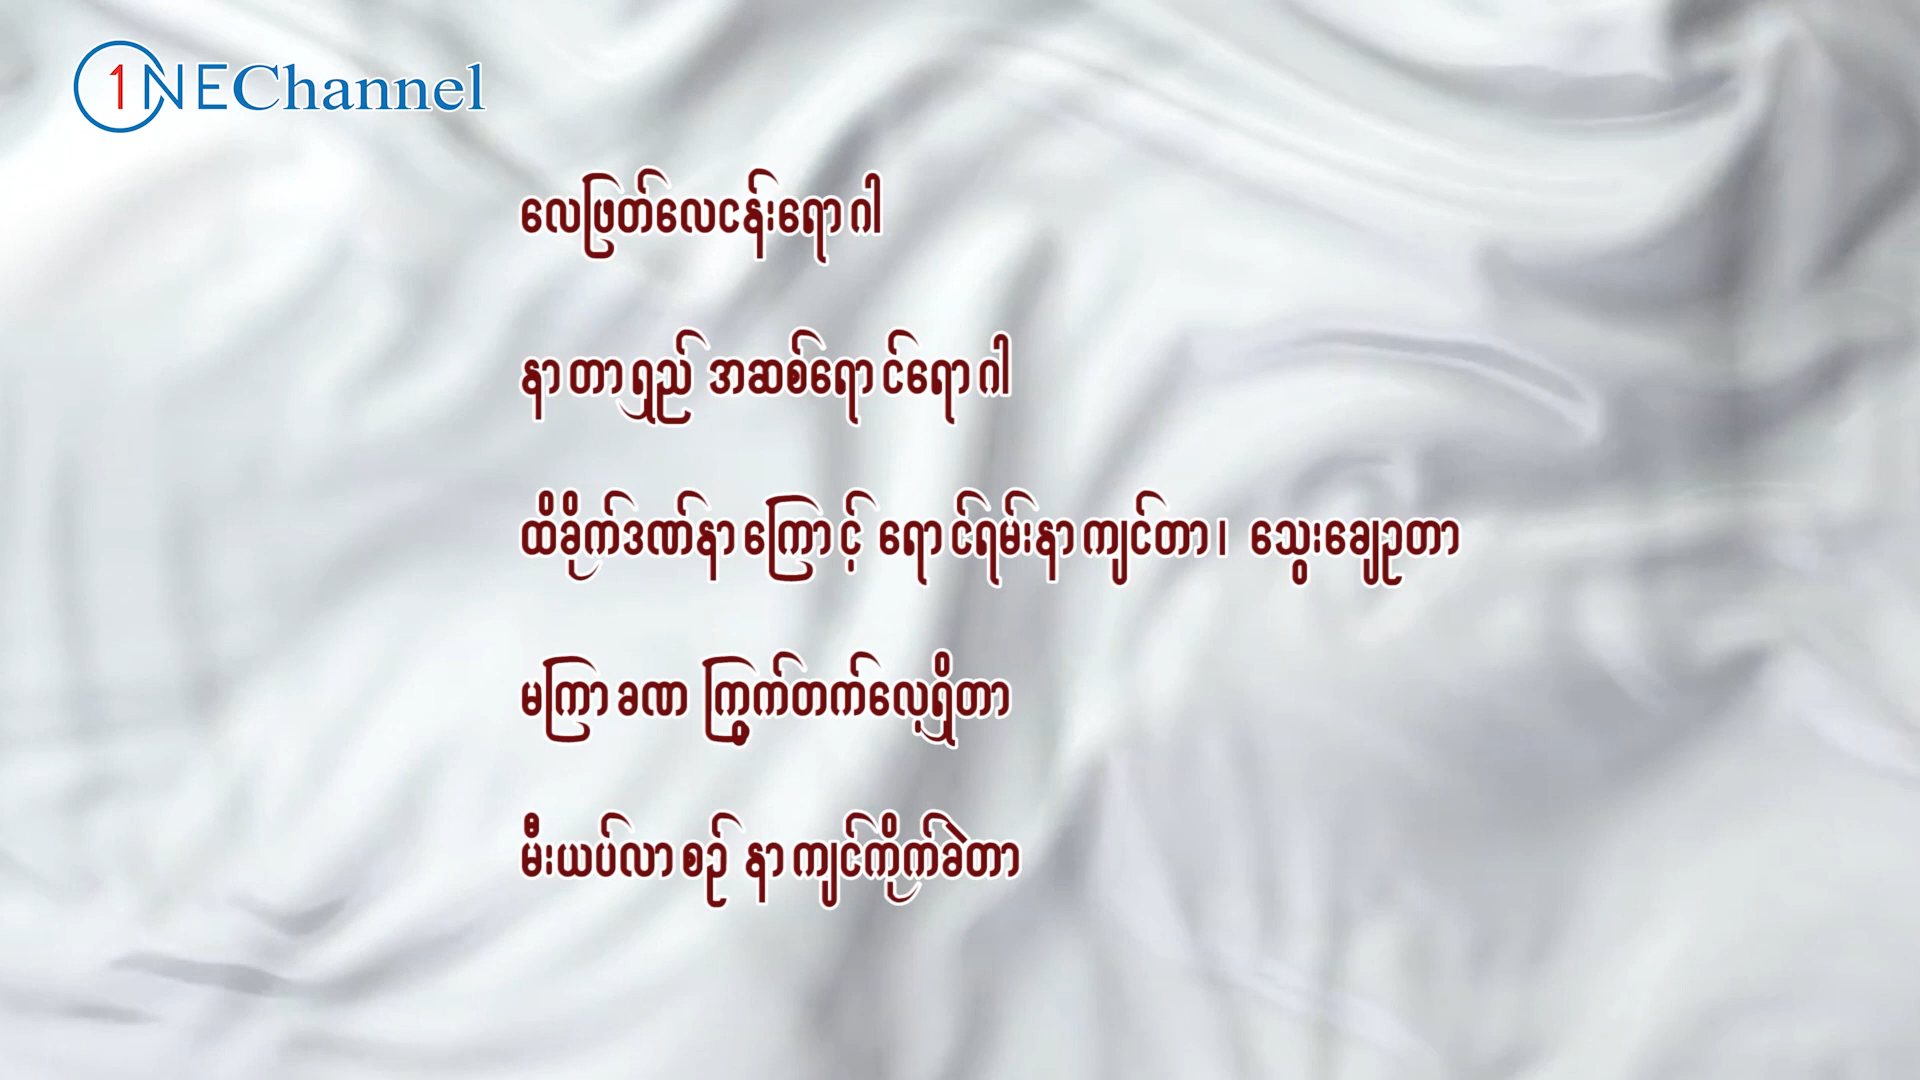 1NEChannel
လေဖြတ်လေငန်းရောဂါ
နာတာရှည် အဆစ်ရောင်ရောဂါ
ထိခိုက်ဒဏ်နာကြောင့် ရောင်ရမ်းနာကျင်တာ၊ သွေးချေဥတာ
မကြာခဏ ကြွက်တက်လေ့ရှိတာ
မီးယပ်လာစဉ် နာကျင်ကိုက်ခဲတာ